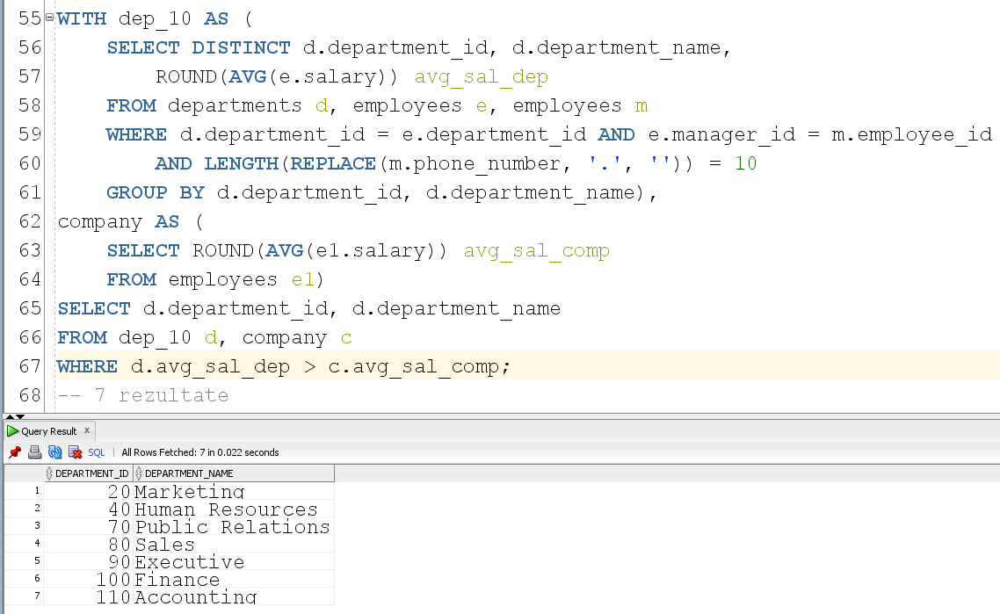 55 WITH dep_10 AS (
56 SELECT DISTINCT d.department_id, d.department_name,
57 ROUND(AVG(e.salary)) avg_sal_dep
58 FROM departments d, employees e, employees m
59 WHERE d.department_id = e.department_id AND e.manager_id = m.employee_id
60 AND LENGTH(REPLACE(m.phone_number, '.', '')) = 10
61 GROUP BY d.department_id, d.department_name),
62 company AS (
63 SELECT ROUND(AVG(e1.salary)) avg_sal_comp
64 FROM employees e1)
65 SELECT d.department_id, d.department_name
66 FROM dep_10 d, company c
67 WHERE d.avg_sal_dep > c.avg_sal_comp;
68 -- 7 rezultate
Query Result x
SQL | All Rows Fetched: 7 in 0.022 seconds
DEPARTMENT_ID DEPARTMENT_NAME
1 20 Marketing
2 40 Human Resources
3 70 Public Relations
4 80 Sales
5 90 Executive
6 100 Finance
7 110 Accounting